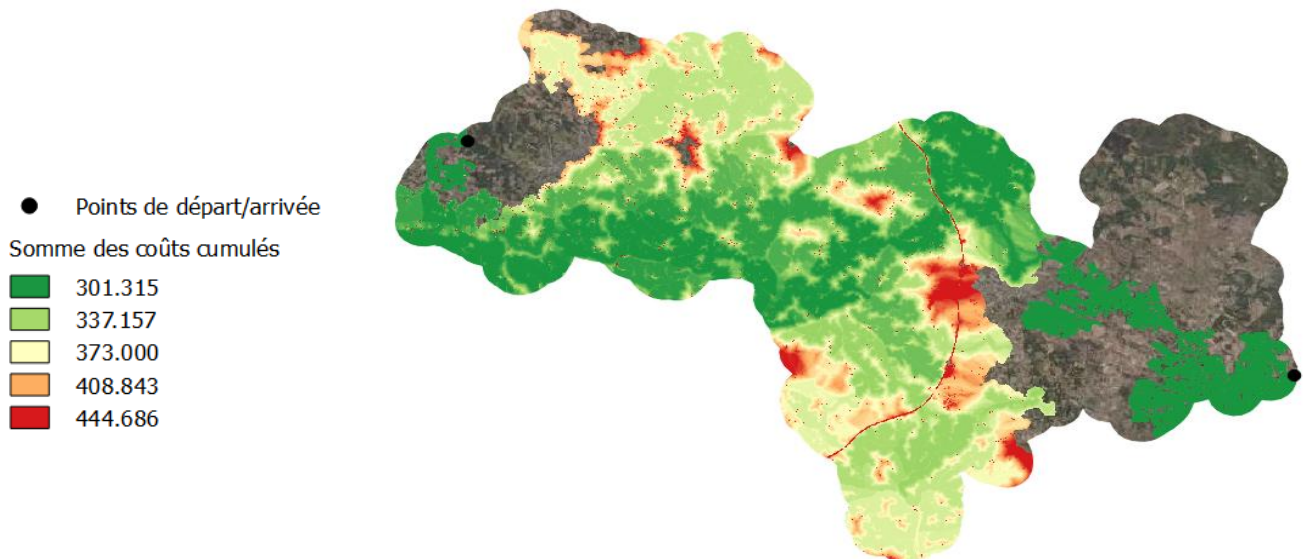 Points de départ/arrivée
Somme des coûts cumulés
301.315
337.157
373.000
408.843
444.686